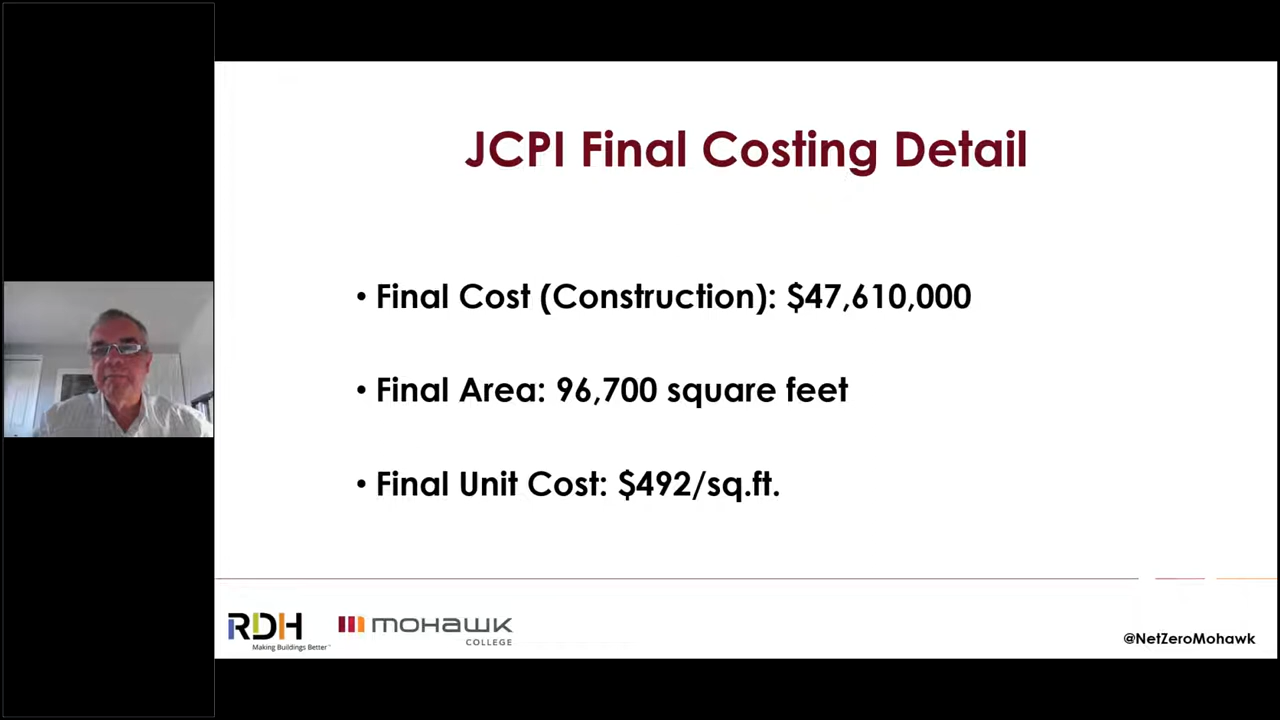 JCPI Final Costing Detail
• Final Cost (Construction): $47,610,000
• Final Area: 96,700 square feet
• Final Unit Cost: $492/sq.ft.
RDH
Making Buildings Better™
mohawk
COLLEGE
@NetZeroMohawk